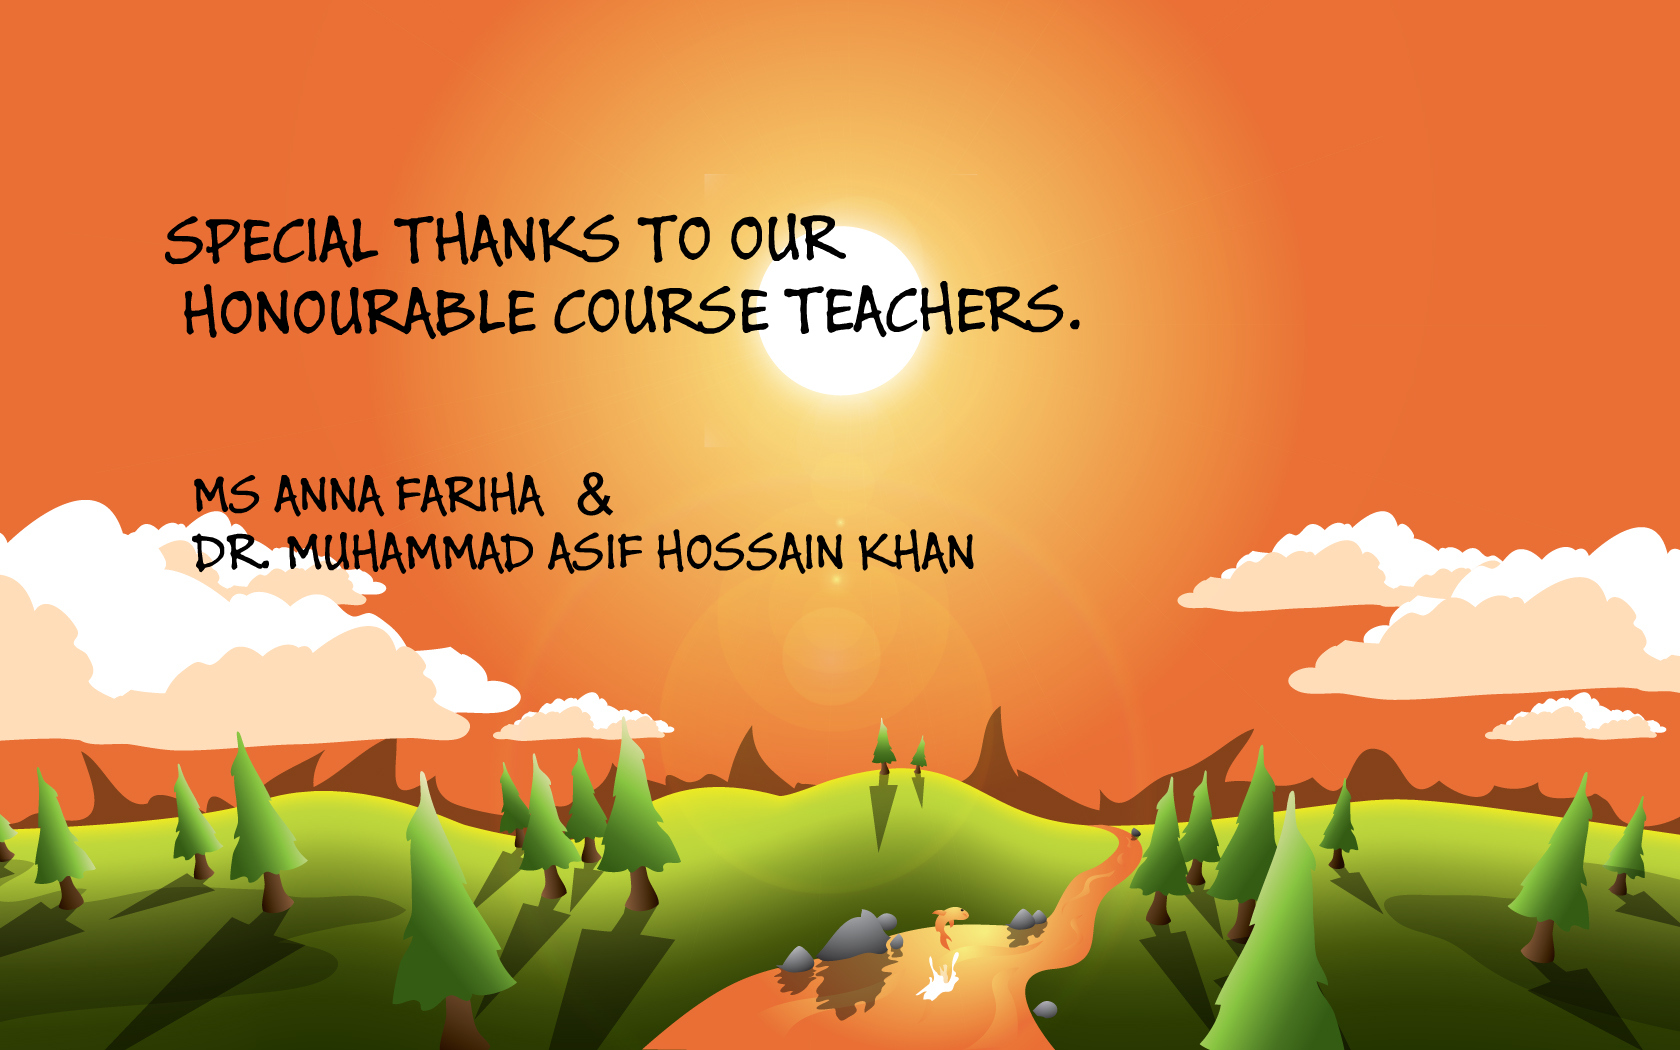 SPECIAL THANKS TO OUR
HONOURABLE COURSE TEACHERS.
MS ANNA FARIHA &
DR. MUHAMMAD ASIF HOSSAIN KHAN